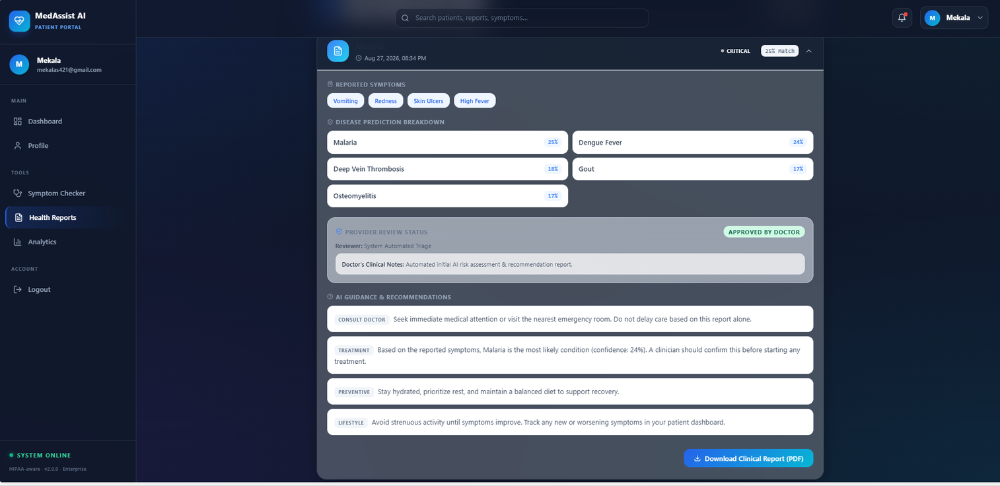 MedAssist AI
PATIENT PORTAL
Search patients, reports, symptoms...
M Mekala
M Mekala
mekalas421@gmail.com
MAIN
Dashboard
Profile
TOOLS
Symptom Checker
Health Reports
Analytics
ACCOUNT
Logout
SYSTEM ONLINE
HIPAA-aware · v2.0.0 · Enterprise
Aug 27, 2026, 08:34 PM
CRITICAL
25% Match
REPORTED SYMPTOMS
Vomiting Redness Skin Ulcers High Fever
DISEASE PREDICTION BREAKDOWN
Malaria 25%
Dengue Fever 24%
Deep Vein Thrombosis 18%
Gout 17%
Osteomyelitis 17%
PROVIDER REVIEW STATUS
APPROVED BY DOCTOR
Reviewer: System Automated Triage
Doctor's Clinical Notes: Automated initial AI risk assessment & recommendation report.
AI GUIDANCE & RECOMMENDATIONS
CONSULT DOCTOR Seek immediate medical attention or visit the nearest emergency room. Do not delay care based on this report alone.
TREATMENT Based on the reported symptoms, Malaria is the most likely condition (confidence: 24%). A clinician should confirm this before starting any
treatment.
PREVENTIVE Stay hydrated, prioritize rest, and maintain a balanced diet to support recovery.
LIFESTYLE Avoid strenuous activity until symptoms improve. Track any new or worsening symptoms in your patient dashboard.
Download Clinical Report (PDF)